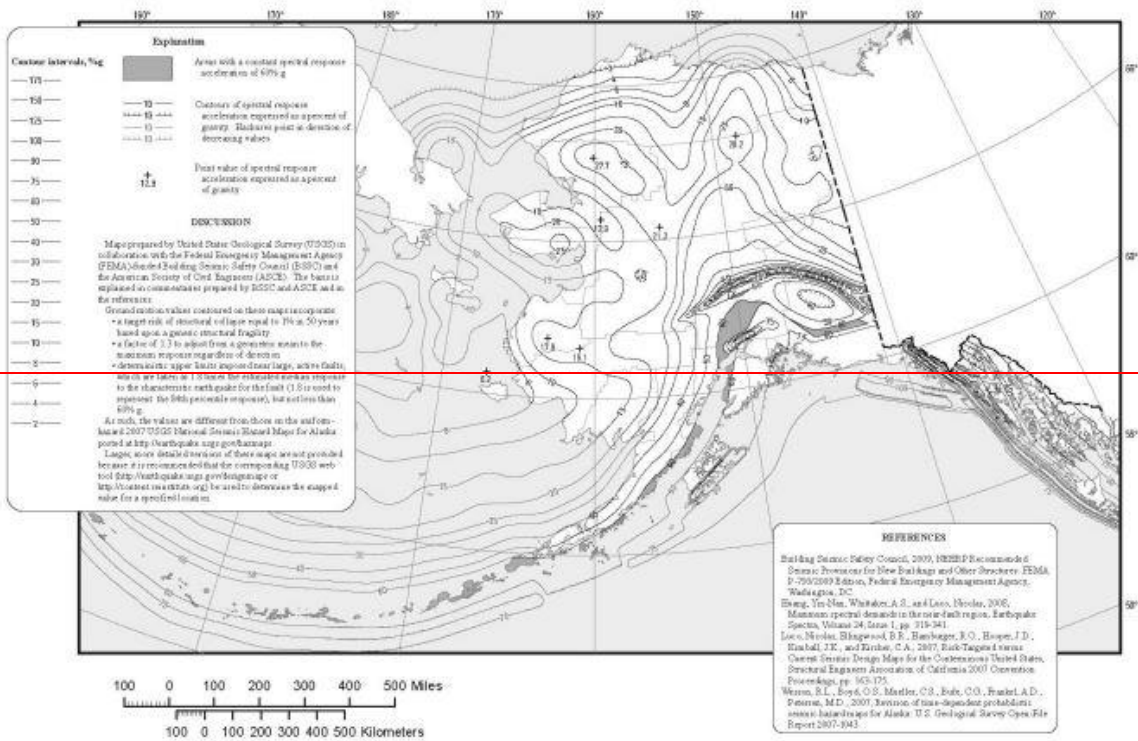 180° 180° 170° 160° 150° 140° 130° 120°
Explanation
Contour intervals, %g
175
150
125
100
90
75
60
50
40
30
25
20
15
10
8
6
4
2
Areas with a constant spectral response
acceleration of 60% g
10
10
10
10
Contours of spectral response
acceleration expressed as a percent of
gravity. Hachures point in direction of
decreasing values
12.8
Point value of spectral response
acceleration expressed as a percent
of gravity
DISCUSSION
Maps prepared by United States Geological Survey (USGS) in
collaboration with the Federal Emergency Management Agency
(FEMA)-funded Building Seismic Safety Council (BSSC) and
the American Society of Civil Engineers (ASCE). The basis is
explained in commentaries prepared by BSSC and ASCE and in
the references.
Ground motion values contoured on these maps incorporate:
• a target risk of structural collapse equal to 1% in 50 years
based upon a generic structural fragility
• a factor of 1.3 to adjust from a geometric mean to the
maximum response regardless of direction
• deterministic upper limits imposed near large, active faults,
which are taken as 1.8 times the estimated median response
to the characteristic earthquake for the fault (1.8 is used to
represent the 84th percentile response), but not less than
60% g.
As such, the values are different from those on the uniform-
hazard 2007 USGS National Seismic Hazard Maps for Alaska
posted at http://earthquake.usgs.gov/hazmaps.
Larger, more detailed versions of these maps are not provided
because it is recommended that the corresponding USGS web
tool (http://earthquake.usgs.gov/designmaps or
http://content.seinstitute.org) be used to determine the mapped
value for a specified location.
27.7
21.2
60°
55°
50°
REFERENCES
Building Seismic Safety Council, 2009, NEHRP Recommended
Seismic Provisions for New Buildings and Other Structures: FEMA
P-750/2009 Edition, Federal Emergency Management Agency,
Washington, DC.
Huang, Yin-Nan, Whittaker, A.S., and Luco, Nicolas, 2008,
Maximum spectral demands in the near-fault region, Earthquake
Spectra, Volume 24, Issue 1, pp. 319-341.
Luco, Nicolas, Ellingwood, B.R., Hamburger, R.O., Hooper, J.D.,
Kimball, J.K., and Kircher, C.A., 2007, Risk-Targeted versus
Current Seismic Design Maps for the Conterminous United States,
Structural Engineers Association of California 2007 Convention
Proceedings, pp. 163-175.
Wesson, R.L., Boyd, O.S., Mueller, C.S., Bufe, C.G., Frankel, A.D.,
Petersen, M.D., 2007, Revision of time-dependent probabilistic
seismic hazard maps for Alaska: U.S. Geological Survey Open-File
Report 2007-1043.
100 0 100 200 300 400 500 Miles
100 0 100 200 300 400 500 Kilometers